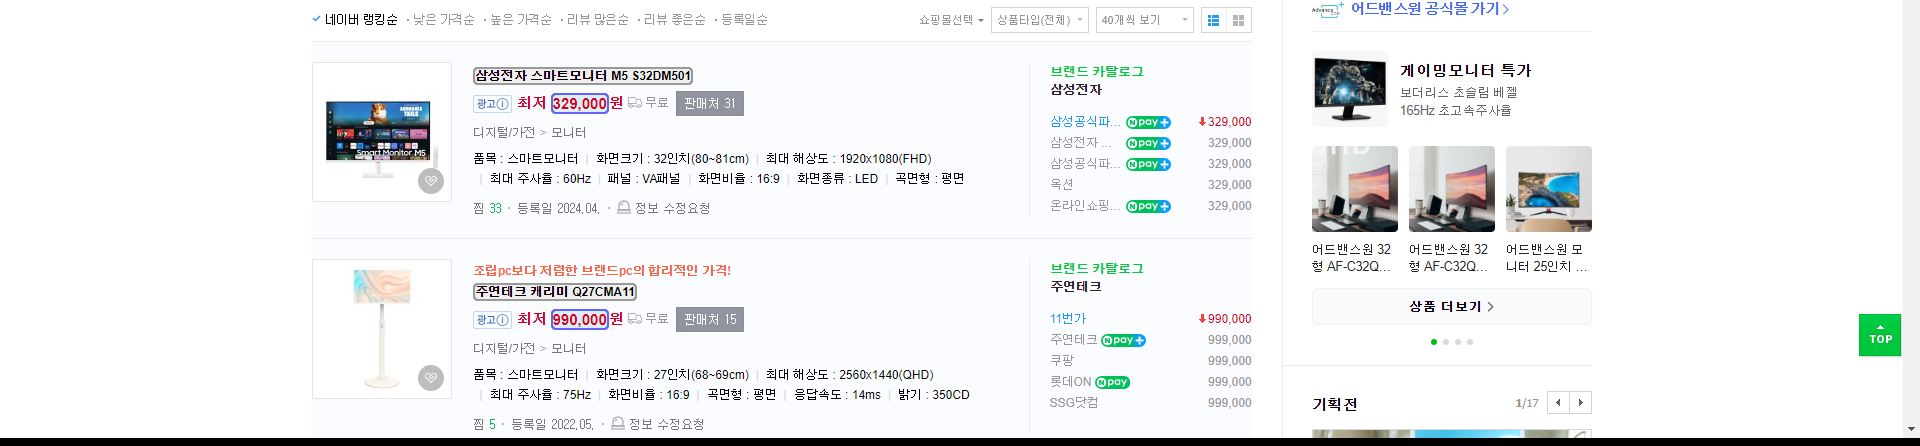 네이버 랭킹순 · 낮은 가격순 · 높은 가격순 · 리뷰 많은순 · 리뷰 좋은순 · 등록일순
쇼핑몰선택
상품타입(전체)
40개씩 보기
삼성전자 스마트모니터 M5 S32DM501
광고 최저 329,000원 무료 판매처 31
디지털/가전 > 모니터
품목 : 스마트모니터 | 화면크기 : 32인치(80~81cm) | 최대 해상도 : 1920x1080(FHD)
| 최대 주사율 : 60Hz | 패널 : VA패널 | 화면비율 : 16:9 | 화면종류 : LED | 곡면형 : 평면
찜 33 · 등록일 2024.04. · 정보 수정요청
Smart Monitor M5
브랜드 카탈로그
삼성전자
삼성공식파... N pay+ 329,000
삼성전자 ... N pay+ 329,000
삼성공식파... N pay+ 329,000
옥션 329,000
온라인쇼핑... N pay+ 329,000
조립pc보다 저렴한 브랜드pc의 합리적인 가격!
주연테크 캐리미 Q27CMA11
광고 최저 990,000원 무료 판매처 15
디지털/가전 > 모니터
품목 : 스마트모니터 | 화면크기 : 27인치(68~69cm) | 최대 해상도 : 2560x1440(QHD)
| 최대 주사율 : 75Hz | 화면비율 : 16:9 | 곡면형 : 평면 | 응답속도 : 14ms | 밝기 : 350CD
찜 5 · 등록일 2022.05. · 정보 수정요청
브랜드 카탈로그
주연테크
11번가 990,000
주연테크 N pay+ 999,000
쿠팡 999,000
롯데ON N pay 999,000
SSG닷컴 999,000
어드밴스원 공식몰 가기
게이밍모니터 특가
보더리스 초슬림 베젤
165Hz 초고속주사율
어드밴스원 32형 AF-C32Q...
어드밴스원 32형 AF-C32Q...
어드밴스원 모니터 25인치 ...
상품 더보기
TOP
기획전
1/17